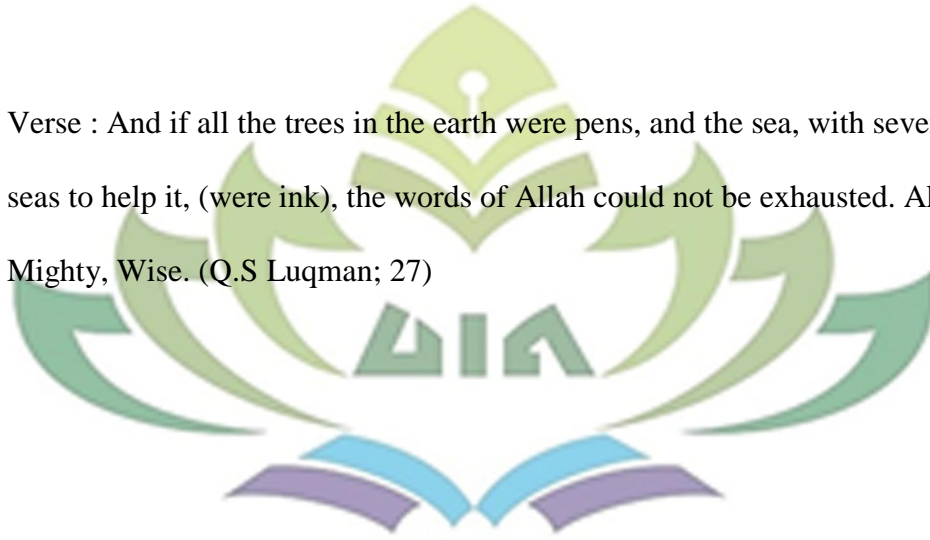 Verse : And if all the trees in the earth were pens, and the sea, with seve
seas to help it, (were ink), the words of Allah could not be exhausted. Al
Mighty, Wise. (Q.S Luqman; 27)
UIN